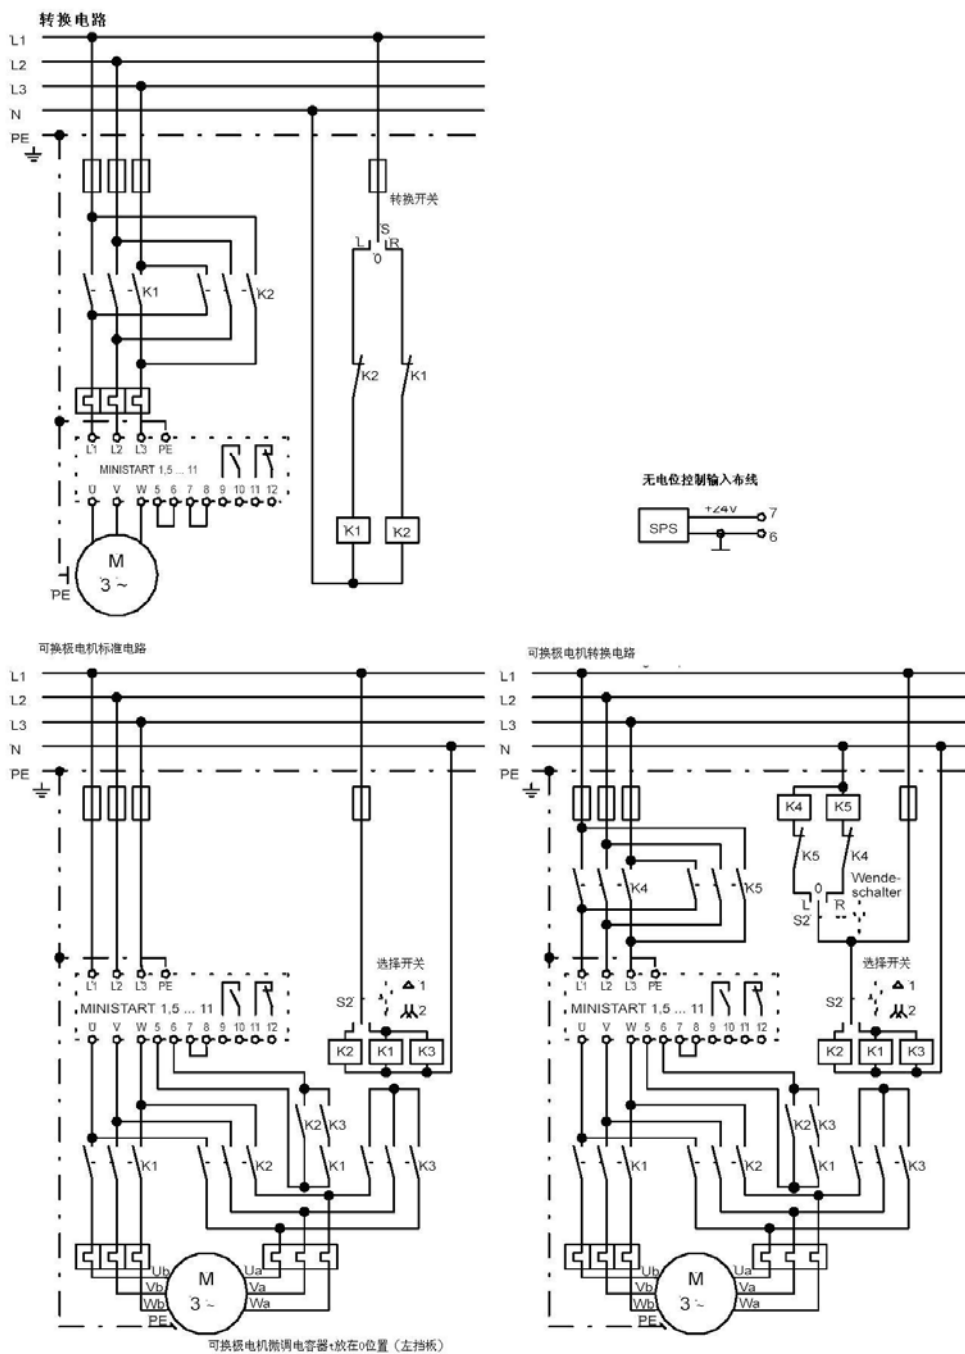 转换电路
L1
L2
L3
N
PE
转换开关
S
L R
0
K1 K2
K2 K1
L1 L2 L3 PE
MINISTART 1,5 ... 11
U V W 5 6 7 8 9 10 11 12
K1 K2
M
3 ~
PE
无电位控制输入布线
+24V
SPS
7
6
可换极电机标准电路
L1
L2
L3
N
PE
L1 L2 L3 PE
MINISTART 1,5 ... 11
U V W 5 6 7 8 9 10 11 12
选择开关
S2
1
2
K2 K1 K3
K2 K3
K1 K2 K1 K3
Ub Ua
M
Vb Va
3 ~
Wb Wa
PE
可换极电机转换电路
L1
L2
L3
N
PE
K4 K5
K5 K4
Wende-
schalter
0
L R
S2
K4 K5
L1 L2 L3 PE
MINISTART 1,5 ... 11
U V W 5 6 7 8 9 10 11 12
选择开关
S2
1
2
K2 K1 K3
K2 K3
K1 K2 K1 K3
Ub Ua
M
Vb Va
3 ~
Wb Wa
PE
可换极电机微调电容器t放在0位置（左挡板）